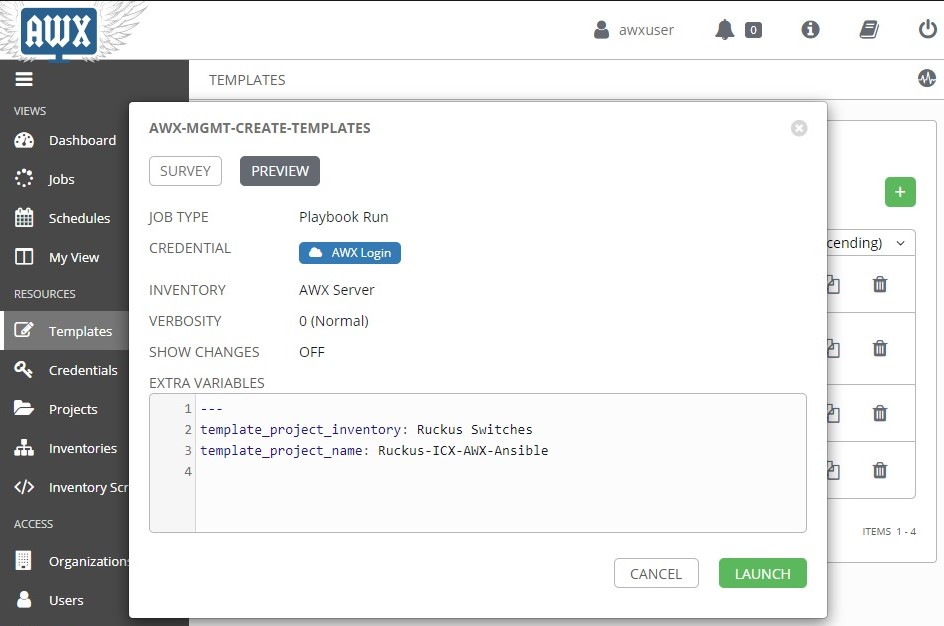 AWX
awxuser
0
TEMPLATES
VIEWS
Dashboard
Jobs
Schedules
My View
RESOURCES
Templates
Credentials
Projects
Inventories
Inventory Scr
ACCESS
Organizations
Users
AWX-MGMT-CREATE-TEMPLATES
SURVEY PREVIEW
JOB TYPE Playbook Run
CREDENTIAL AWX Login
INVENTORY AWX Server
VERBOSITY 0 (Normal)
SHOW CHANGES OFF
EXTRA VARIABLES
1 ---
2 template_project_inventory: Ruckus Switches
3 template_project_name: Ruckus-ICX-AWX-Ansible
4
CANCEL LAUNCH
+
cending)
ITEMS 1 - 4